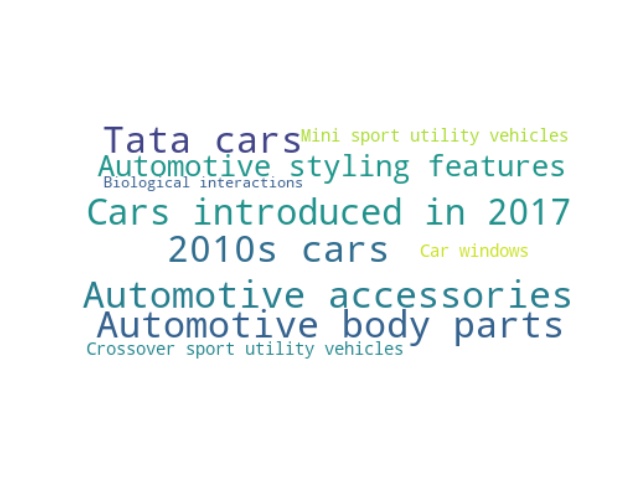 Tata cars
Mini sport utility vehicles
Automotive styling features
Biological interactions
Cars introduced in 2017
2010s cars
Car windows
Automotive accessories
Automotive body parts
Crossover sport utility vehicles